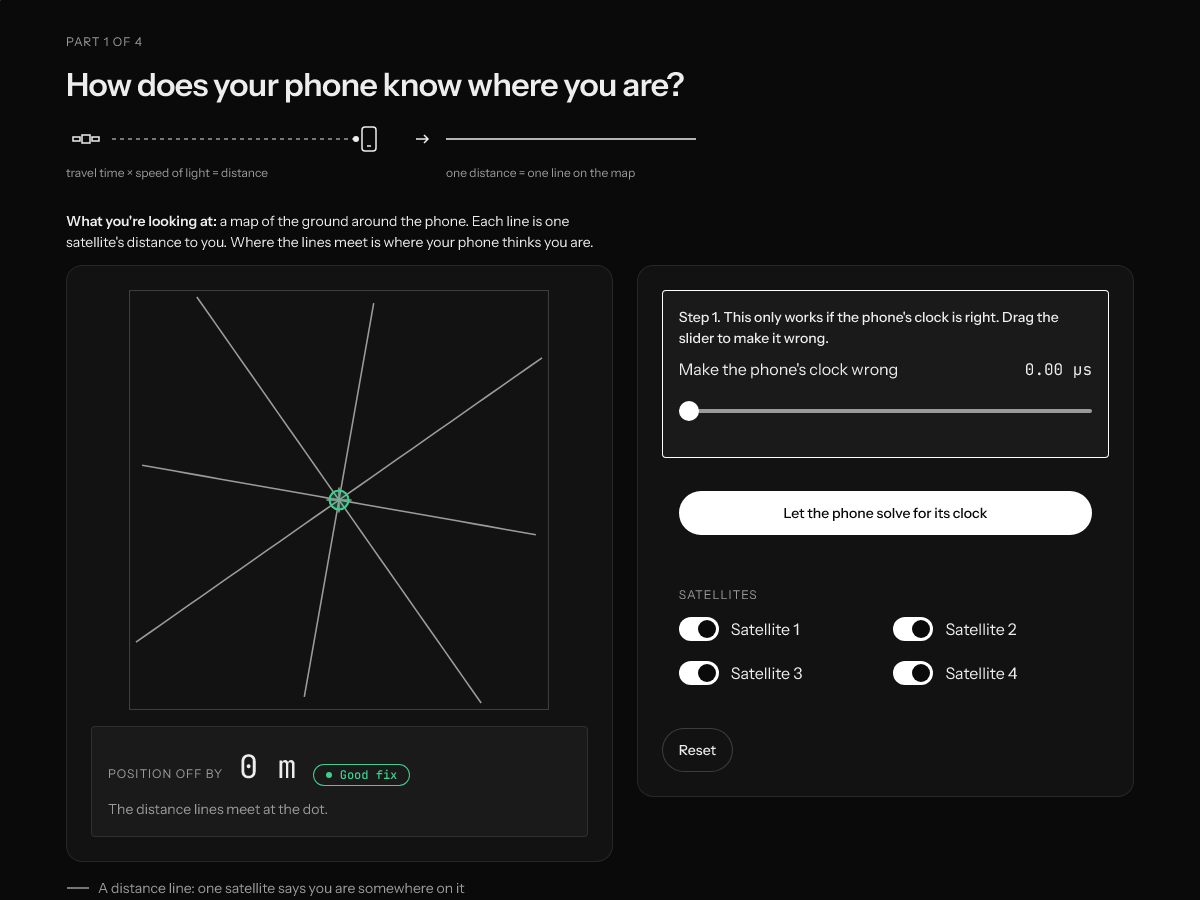 PART 1 OF 4
How does your phone know where you are?
travel time × speed of light = distance
one distance = one line on the map
What you're looking at: a map of the ground around the phone. Each line is one
satellite's distance to you. Where the lines meet is where your phone thinks you are.
Step 1. This only works if the phone's clock is right. Drag the
slider to make it wrong.
Make the phone's clock wrong
0.00 µs
Let the phone solve for its clock
SATELLITES
Satellite 1
Satellite 2
Satellite 3
Satellite 4
Reset
POSITION OFF BY
0 m
Good fix
The distance lines meet at the dot.
A distance line: one satellite says you are somewhere on it